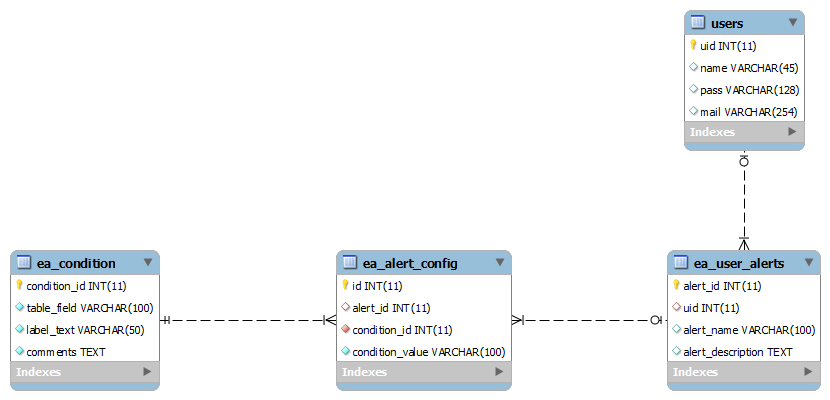 users
uid INT(11)
name VARCHAR(45)
pass VARCHAR(128)
mail VARCHAR(254)
Indexes
ea_condition
condition_id INT(11)
table_field VARCHAR(100)
label_text VARCHAR(50)
comments TEXT
Indexes
ea_alert_config
id INT(11)
alert_id INT(11)
condition_id INT(11)
condition_value VARCHAR(100)
Indexes
ea_user_alerts
alert_id INT(11)
uid INT(11)
alert_name VARCHAR(100)
alert_description TEXT
Indexes